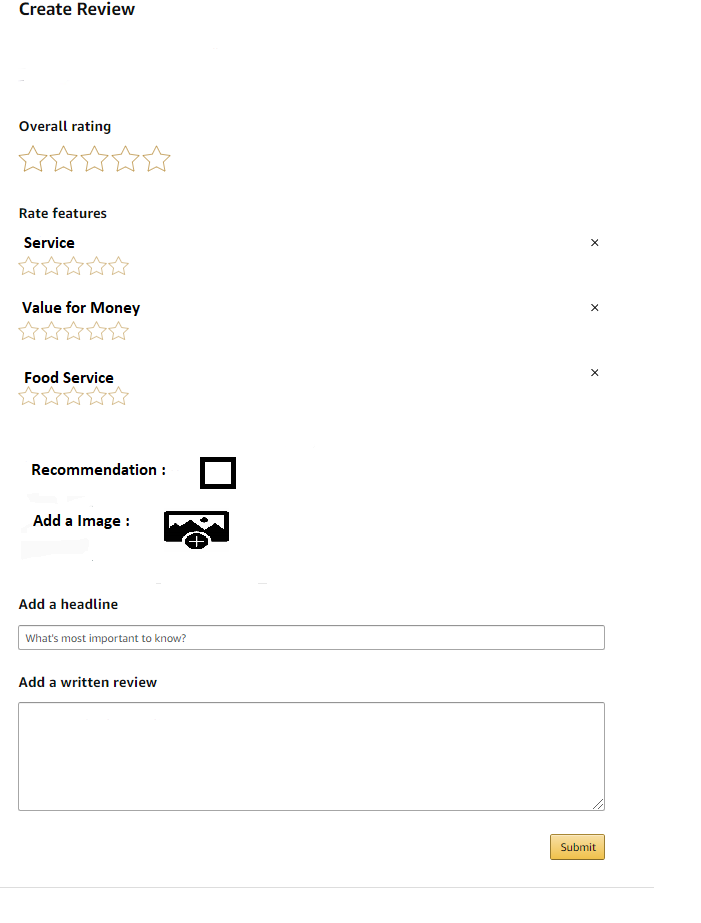 Create Review
Overall rating
Rate features
Service
Value for Money
Food Service
Recommendation :
Add a Image :
Add a headline
What's most important to know?
Add a written review
Submit